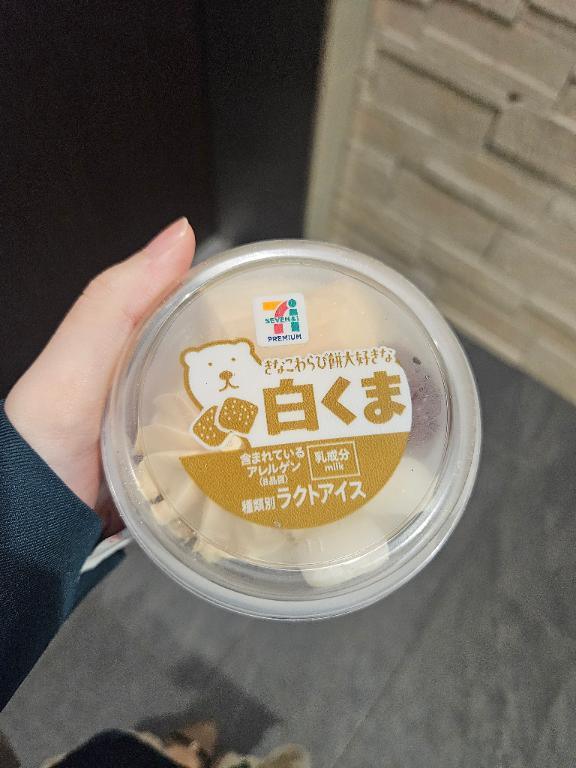 SEVEN&i
PREMIUM
きなこわらび餅大好きな
白くま
含まれている
アレルゲン
(8品目)
乳成分
milk
種類別 ラクトアイス